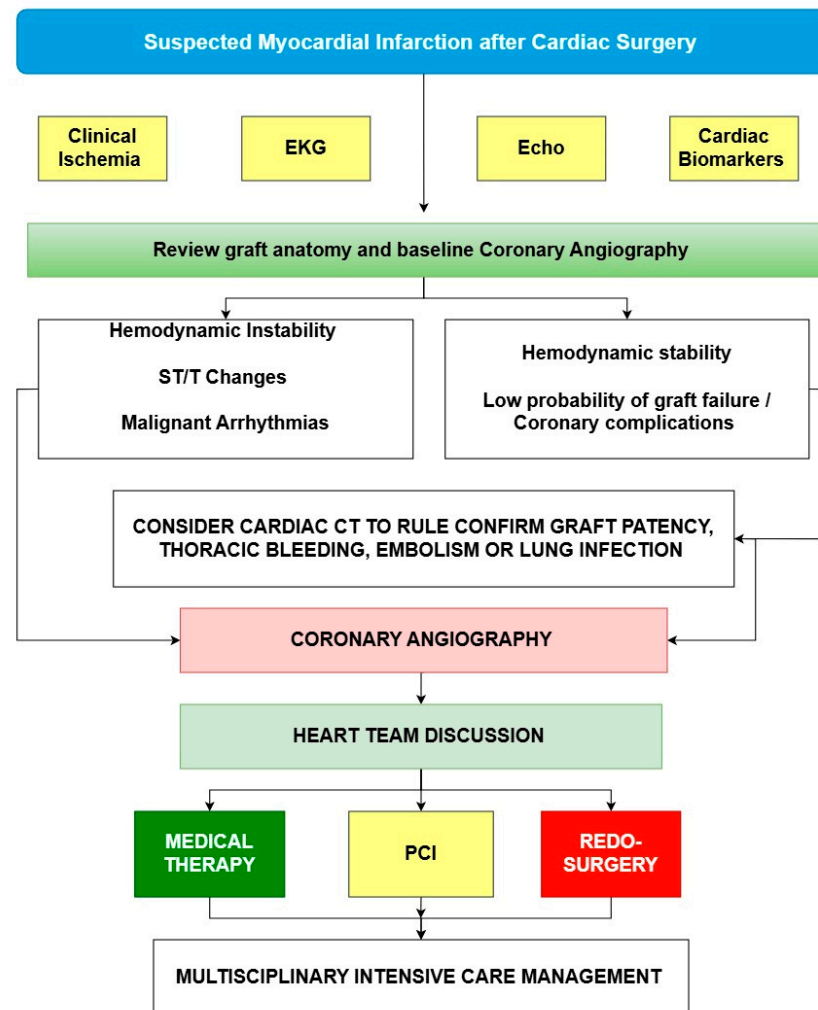 Suspected Myocardial Infarction after Cardiac Surgery
Clinical
Ischemia
EKG
Echo
Cardiac
Biomarkers
Review graft anatomy and baseline Coronary Angiography
Hemodynamic Instability
ST/T Changes
Malignant Arrhythmias
Hemodynamic stability
Low probability of graft failure /
Coronary complications
CONSIDER CARDIAC CT TO RULE CONFIRM GRAFT PATENCY,
THORACIC BLEEDING, EMBOLISM OR LUNG INFECTION
CORONARY ANGIOGRAPHY
HEART TEAM DISCUSSION
MEDICAL
THERAPY
PCI
REDO-
SURGERY
MULTISCIPLINARY INTENSIVE CARE MANAGEMENT